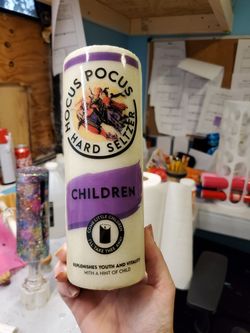 HOCUS POCUS
HARD SELTZER
CHILDREN
REPLENISHES YOUTH AND VITALITY
WITH A HINT OF CHILD